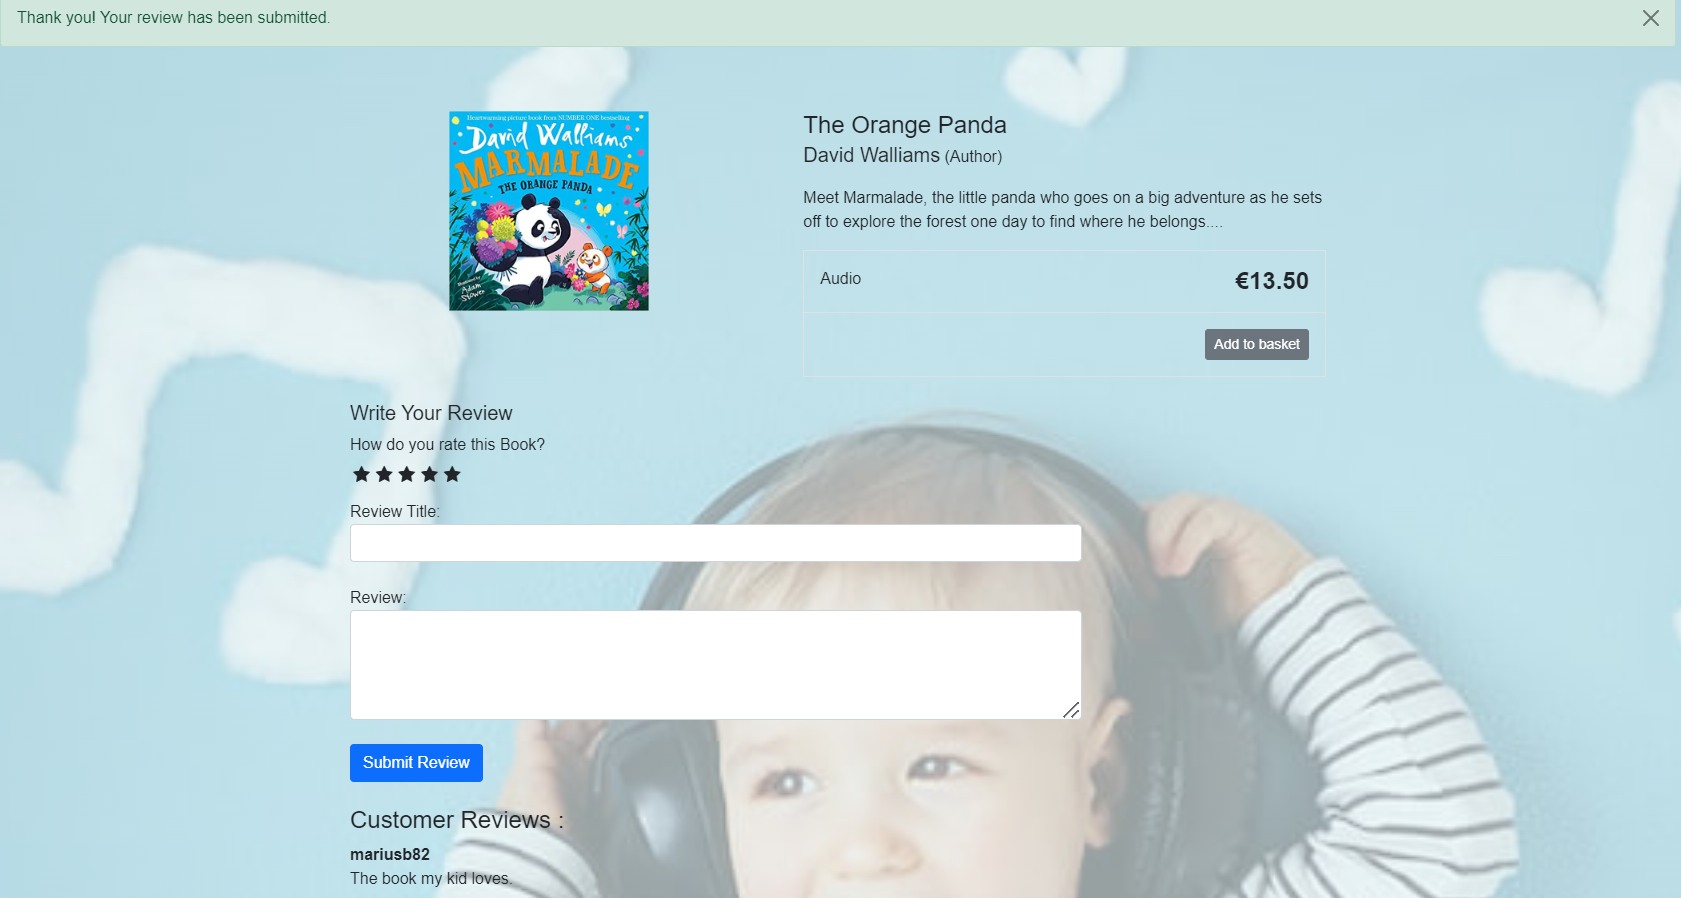 Thank you! Your review has been submitted.
Heartwarming picture book from NUMBER ONE bestselling
David Walliams
MARMALADE
THE ORANGE PANDA
Illustrated by
Adam
Stower
The Orange Panda
David Walliams (Author)
Meet Marmalade, the little panda who goes on a big adventure as he sets
off to explore the forest one day to find where he belongs....
Audio
€13.50
Add to basket
Write Your Review
How do you rate this Book?
Review Title:
Review:
Submit Review
Customer Reviews :
mariusb82
The book my kid loves.